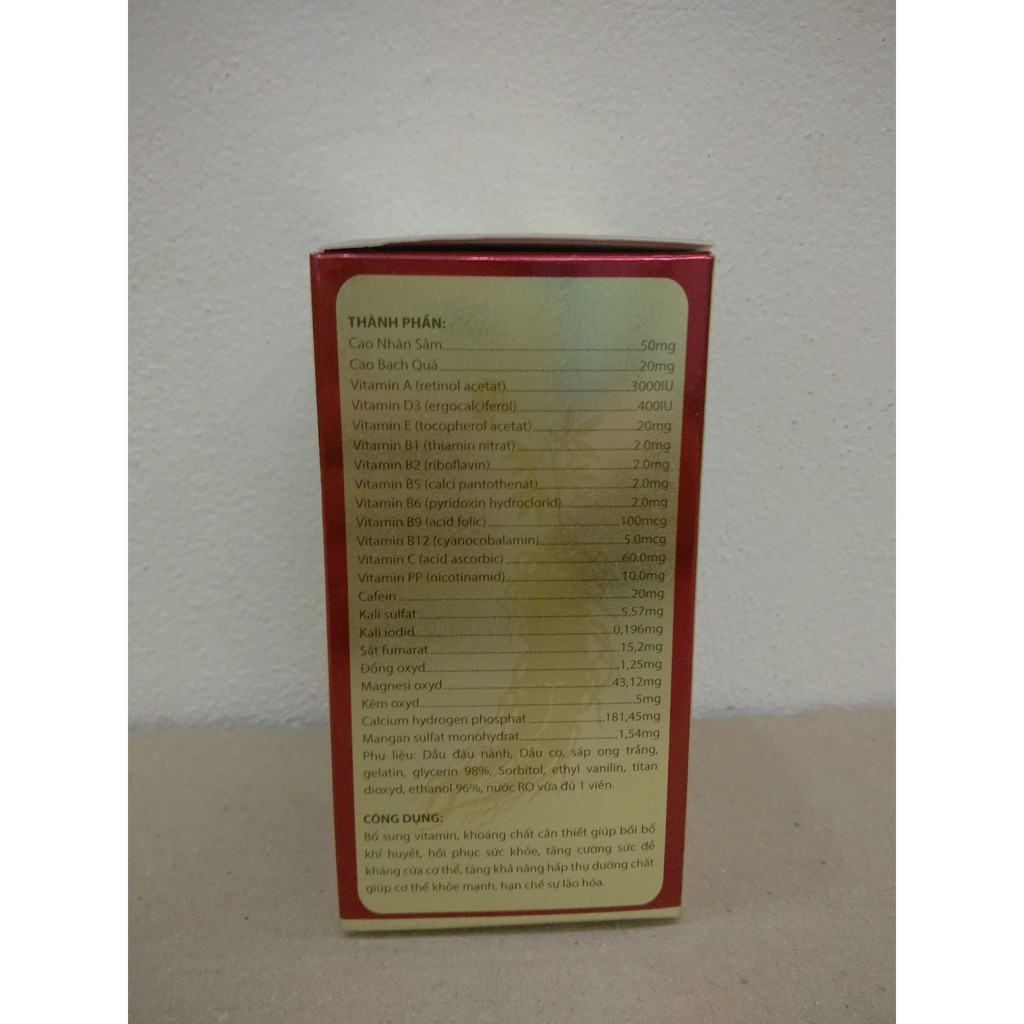 THÀNH PHẦN:
Cao Nhân Sâm 50mg
Cao Bạch Quả 20mg
Vitamin A (retinol acetat) 3000IU
Vitamin D3 (ergocalciferol) 400IU
Vitamin E (tocopherol acetat) 20mg
Vitamin B1 (thiamin nitrat) 2.0mg
Vitamin B2 (riboflavin) 2.0mg
Vitamin B5 (calci pantothenat) 2.0mg
Vitamin B6 (pyridoxin hydroclorid) 2.0mg
Vitamin B9 (acid folic) 100mcg
Vitamin B12 (cyanocobalamin) 5.0mcg
Vitamin C (acid ascorbic) 60.0mg
Vitamin PP (nicotinamid) 10.0mg
Cafein 20mg
Kali sulfat 5,57mg
Kali iodid 0,196mg
Sắt fumarat 15,2mg
Đồng oxyd 1,25mg
Magnesi oxyd 43,12mg
Kẽm oxyd 5mg
Calcium hydrogen phosphat 181,45mg
Mangan sulfat monohydrat 1,54mg
Phụ liệu: Dầu đậu nành, Dầu cọ, sáp ong trắng,
gelatin, glycerin 98%, Sorbitol, ethyl vanilin, titan
dioxyd, ethanol 96%, nước RO vừa đủ 1 viên.
CÔNG DỤNG:
Bổ sung vitamin, khoáng chất cần thiết giúp bồi bổ
khí huyết, hồi phục sức khỏe, tăng cường sức đề
kháng của cơ thể, tăng khả năng hấp thụ dưỡng chất
giúp cơ thể khỏe mạnh, hạn chế sự lão hóa.